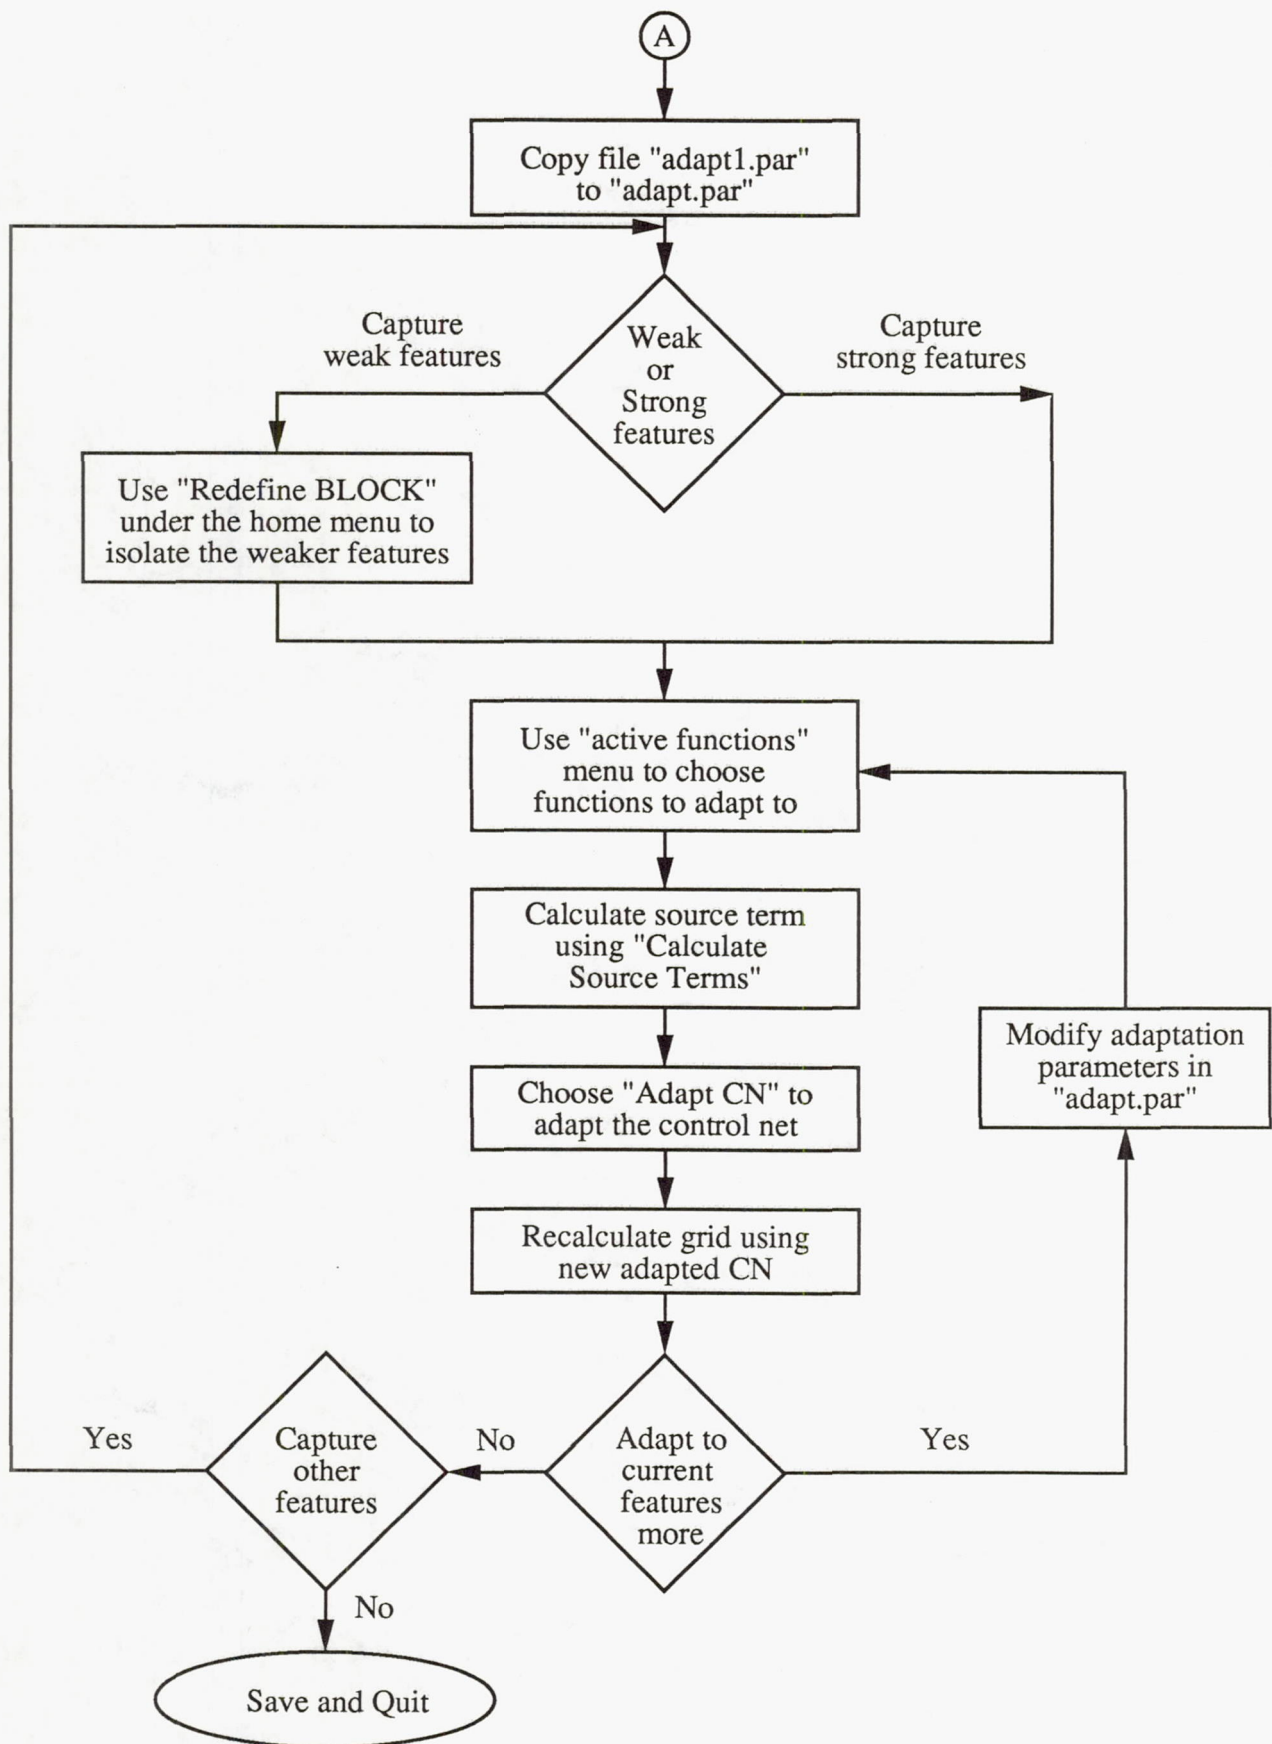 A
Copy file "adapt1.par"
to "adapt.par"
Capture
weak features
Weak
or
Strong
features
Capture
strong features
Use "Redefine BLOCK"
under the home menu to
isolate the weaker features
Use "active functions"
menu to choose
functions to adapt to
Calculate source term
using "Calculate
Source Terms"
Modify adaptation
parameters in
"adapt.par"
Choose "Adapt CN" to
adapt the control net
Recalculate grid using
new adapted CN
Yes
Capture
other
features
No
Adapt to
current
features
more
Yes
No
Save and Quit